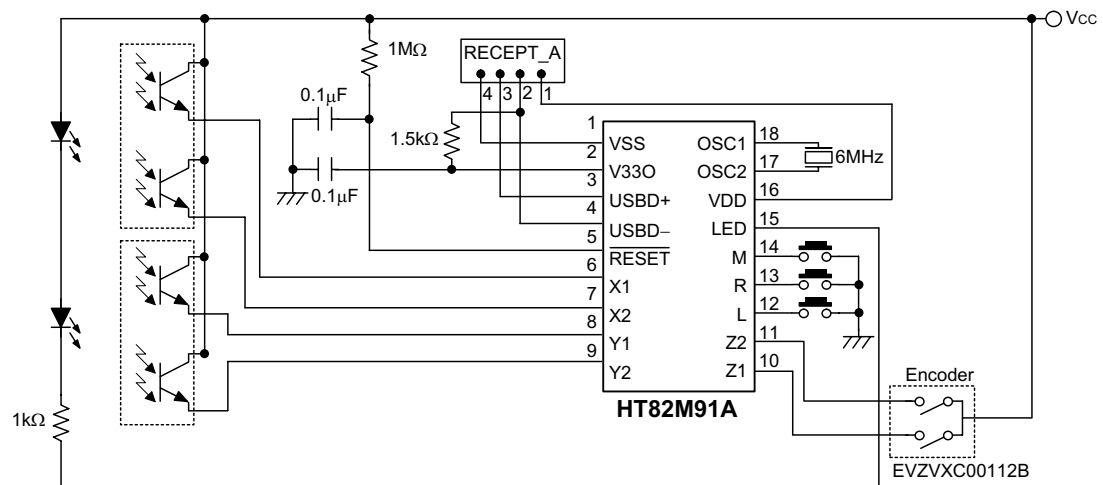 VCC
1MΩ
RECEPT_A
4 3 2 1
0.1μF
1.5kΩ
0.1μF
1 VSS
2 V33O
3 USBD+
4 USBD−
5 RESET
6 X1
7 X2
8 Y1
9 Y2
OSC1 18
OSC2 17
6MHz
VDD 16
LED 15
M 14
R 13
L 12
Z2 11
Z1 10
HT82M91A
Encoder
EVZVXC00112B
1kΩ